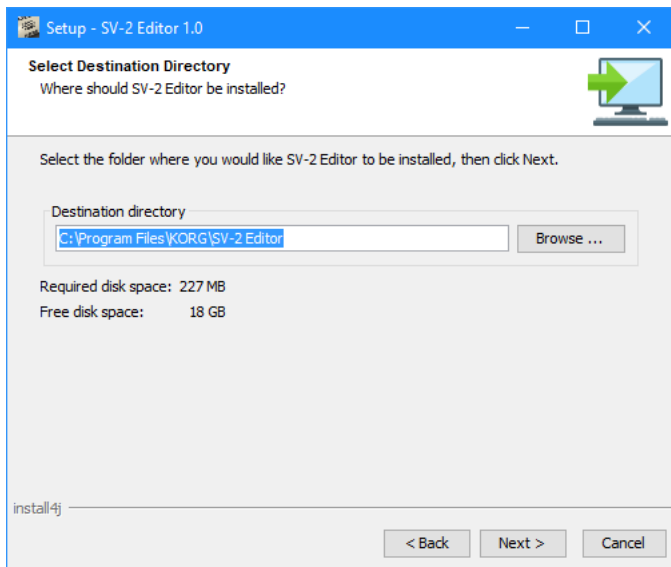 Setup - SV-2 Editor 1.0
Select Destination Directory
Where should SV-2 Editor be installed?
Select the folder where you would like SV-2 Editor to be installed, then click Next.
Destination directory
C:\Program Files\KORG\SV-2 Editor
Browse ...
Required disk space: 227 MB
Free disk space: 18 GB
install4j
< Back Next > Cancel